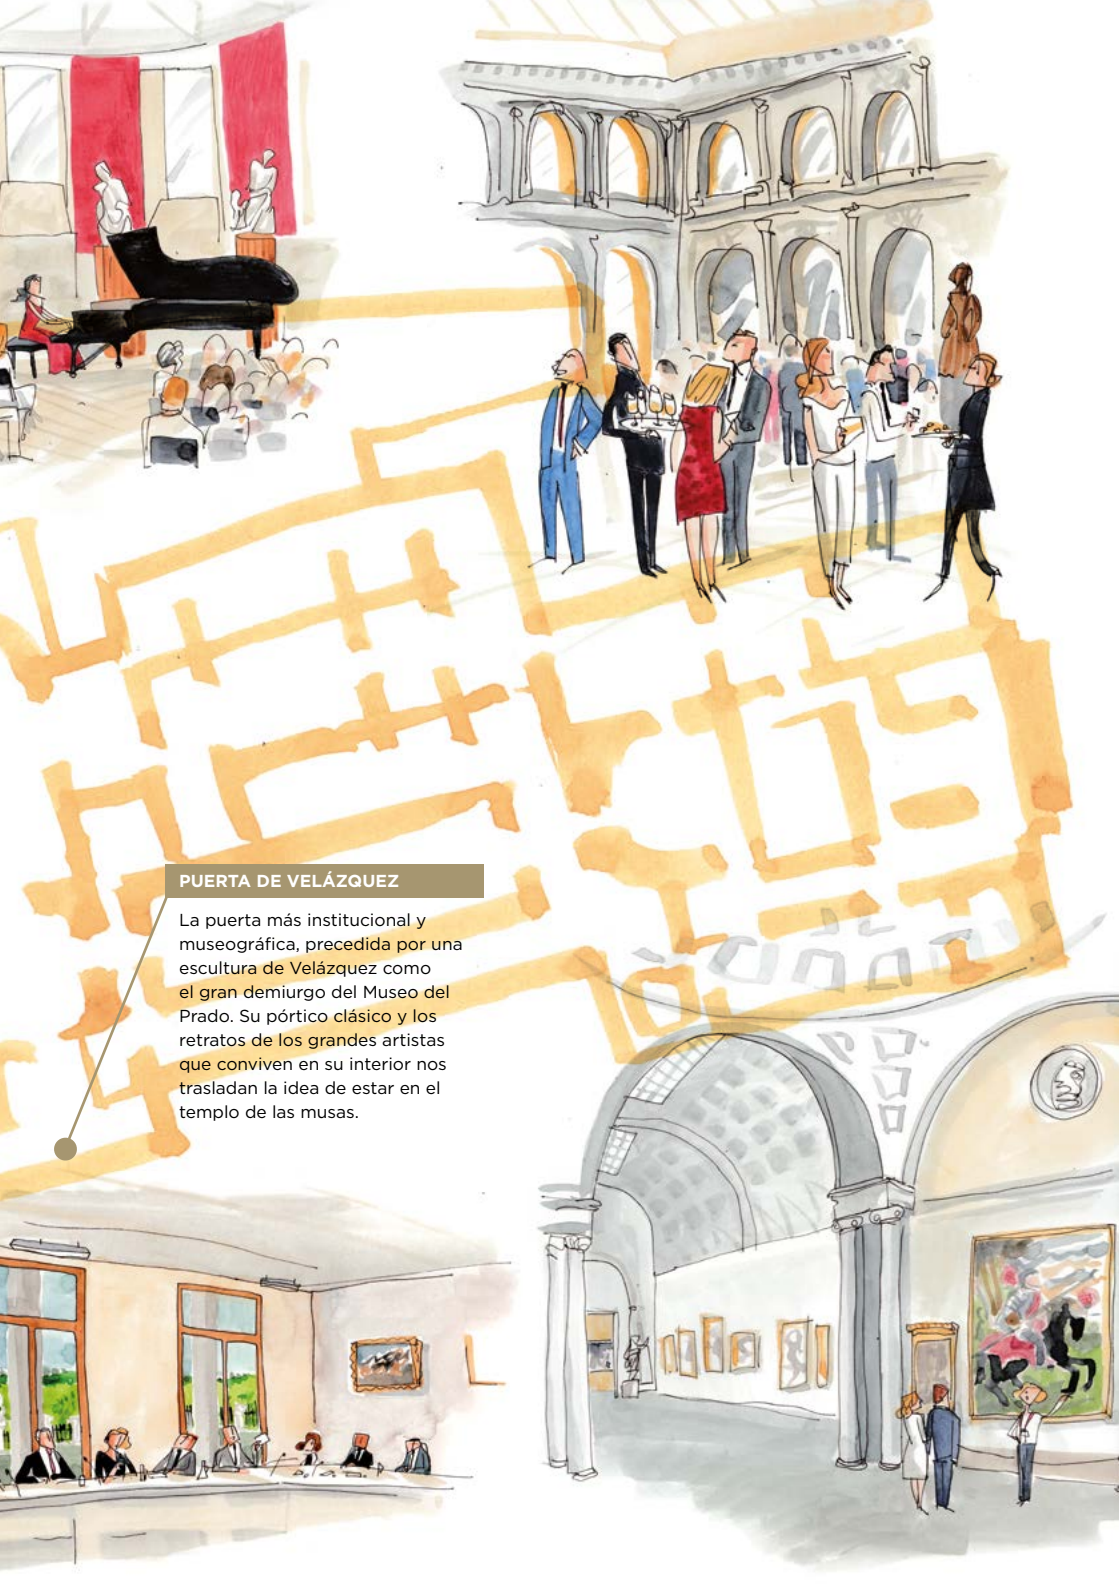 PUERTA DE VELÁZQUEZ
La puerta más institucional y
museográfica, precedida por una
escultura de Velázquez como
el gran demiurgo del Museo del
Prado. Su pórtico clásico y los
retratos de los grandes artistas
que conviven en su interior nos
trasladan la idea de estar en el
templo de las musas.